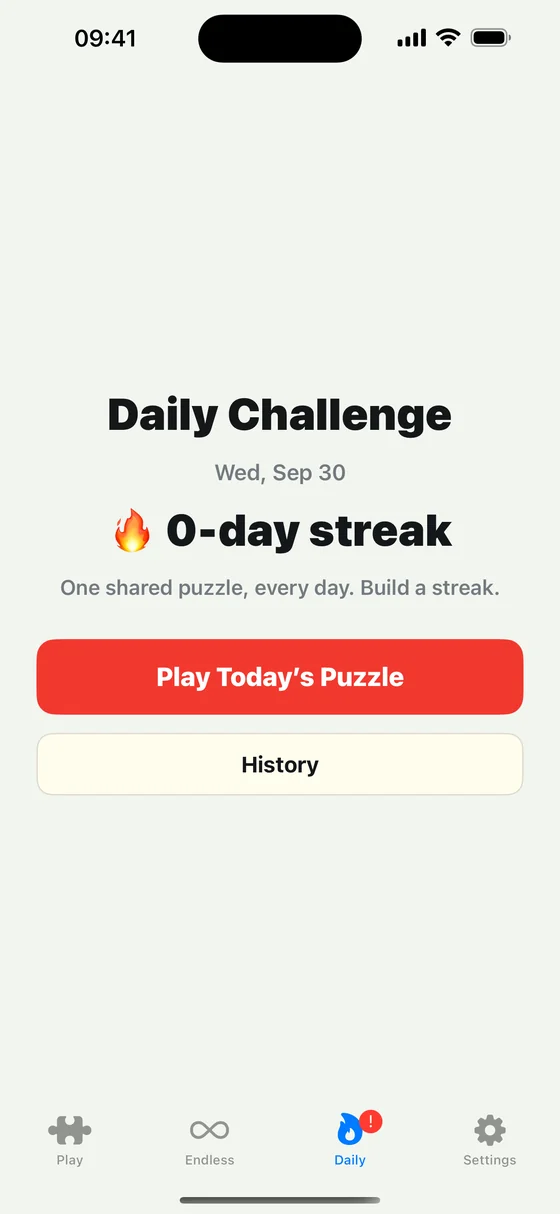 09:41
Daily Challenge
Wed, Sep 30
🔥 0-day streak
One shared puzzle, every day. Build a streak.
Play Today’s Puzzle
History
!
Play
Endless
Daily
Settings